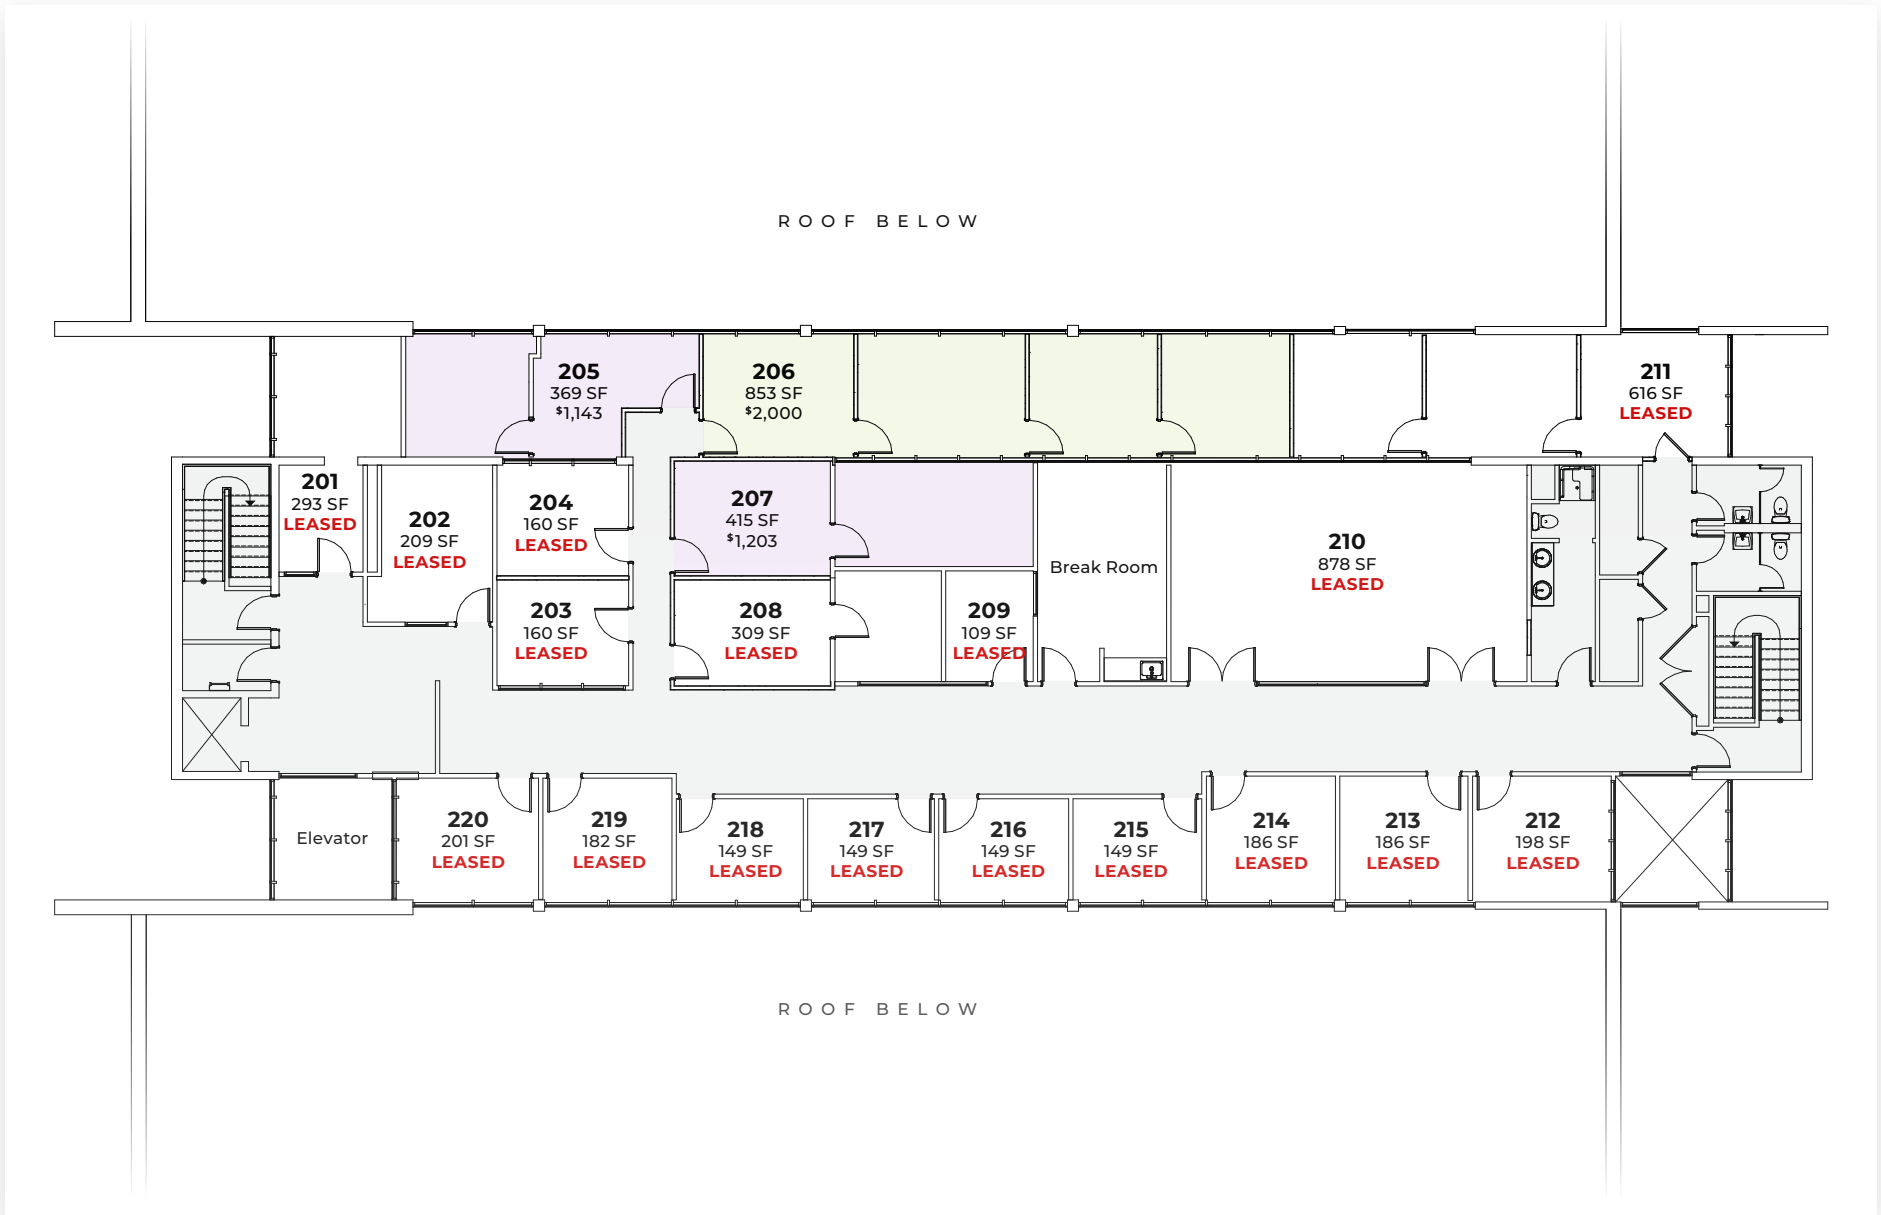 ROOF BELOW
205
369 SF
$1,143
206
853 SF
$2,000
211
616 SF
LEASED
201
293 SF
LEASED
202
209 SF
LEASED
204
160 SF
LEASED
207
415 SF
$1,203
Break Room
210
878 SF
LEASED
203
160 SF
LEASED
208
309 SF
LEASED
209
109 SF
LEASED
Elevator
220
201 SF
LEASED
219
182 SF
LEASED
218
149 SF
LEASED
217
149 SF
LEASED
216
149 SF
LEASED
215
149 SF
LEASED
214
186 SF
LEASED
213
186 SF
LEASED
212
198 SF
LEASED
ROOF BELOW